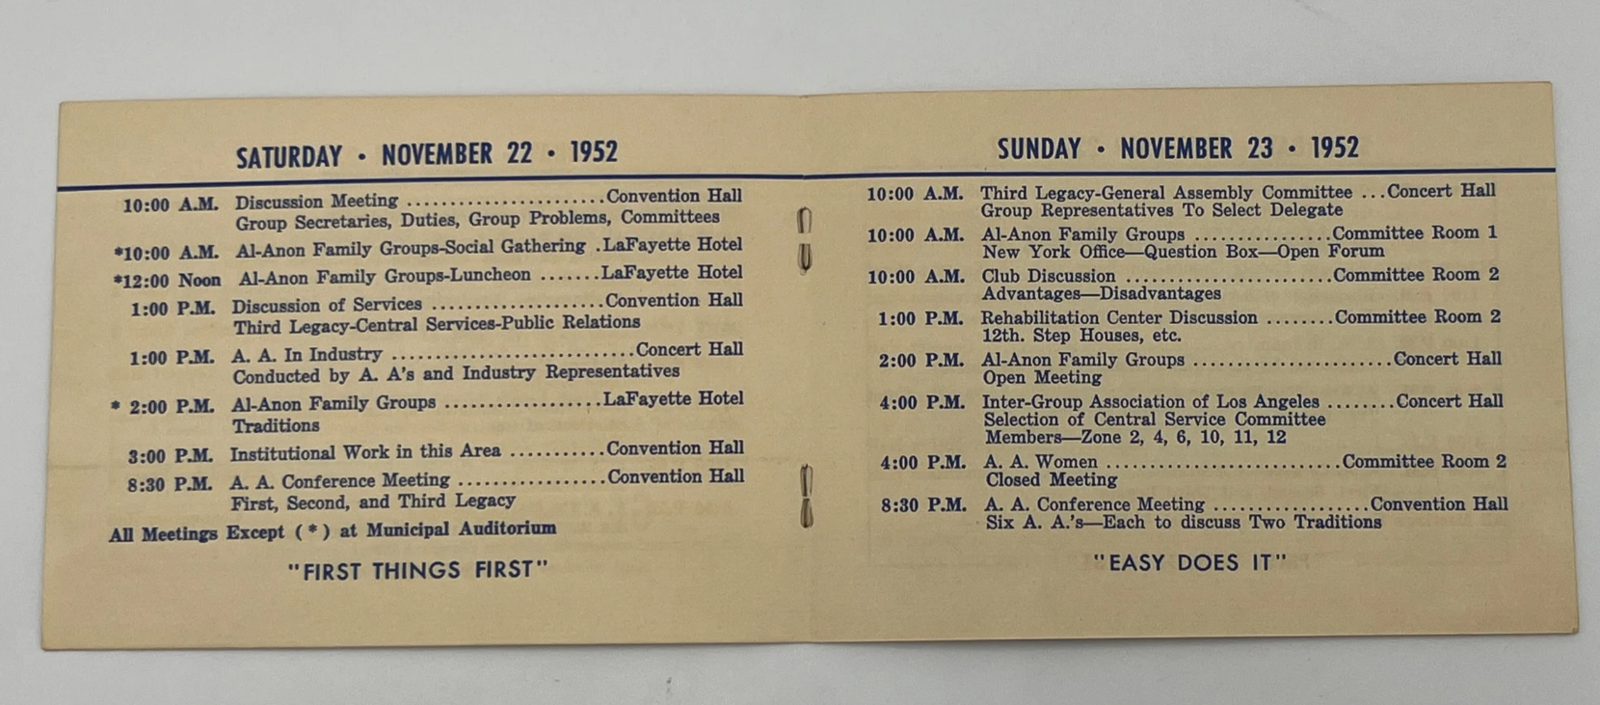 SATURDAY • NOVEMBER 22 • 1952
10:00 A.M. Discussion Meeting .......................Convention Hall
Group Secretaries, Duties, Group Problems, Committees
*10:00 A.M. Al-Anon Family Groups-Social Gathering .LaFayette Hotel
*12:00 Noon Al-Anon Family Groups-Luncheon .......LaFayette Hotel
1:00 P.M. Discussion of Services ....................Convention Hall
Third Legacy-Central Services-Public Relations
1:00 P.M. A. A. In Industry ............................Concert Hall
Conducted by A. A's and Industry Representatives
* 2:00 P.M. Al-Anon Family Groups ..................LaFayette Hotel
Traditions
3:00 P.M. Institutional Work in this Area ...........Convention Hall
8:30 P.M. A. A. Conference Meeting .................Convention Hall
First, Second, and Third Legacy
All Meetings Except (*) at Municipal Auditorium
"FIRST THINGS FIRST"
SUNDAY • NOVEMBER 23 • 1952
10:00 A.M. Third Legacy-General Assembly Committee ...Concert Hall
Group Representatives To Select Delegate
10:00 A.M. Al-Anon Family Groups ................Committee Room 1
New York Office—Question Box—Open Forum
10:00 A.M. Club Discussion ........................Committee Room 2
Advantages—Disadvantages
1:00 P.M. Rehabilitation Center Discussion ........Committee Room 2
12th. Step Houses, etc.
2:00 P.M. Al-Anon Family Groups .......................Concert Hall
Open Meeting
4:00 P.M. Inter-Group Association of Los Angeles ........Concert Hall
Selection of Central Service Committee
Members—Zone 2, 4, 6, 10, 11, 12
4:00 P.M. A. A. Women ...........................Committee Room 2
Closed Meeting
8:30 P.M. A. A. Conference Meeting ..................Convention Hall
Six A. A.'s—Each to discuss Two Traditions
"EASY DOES IT"